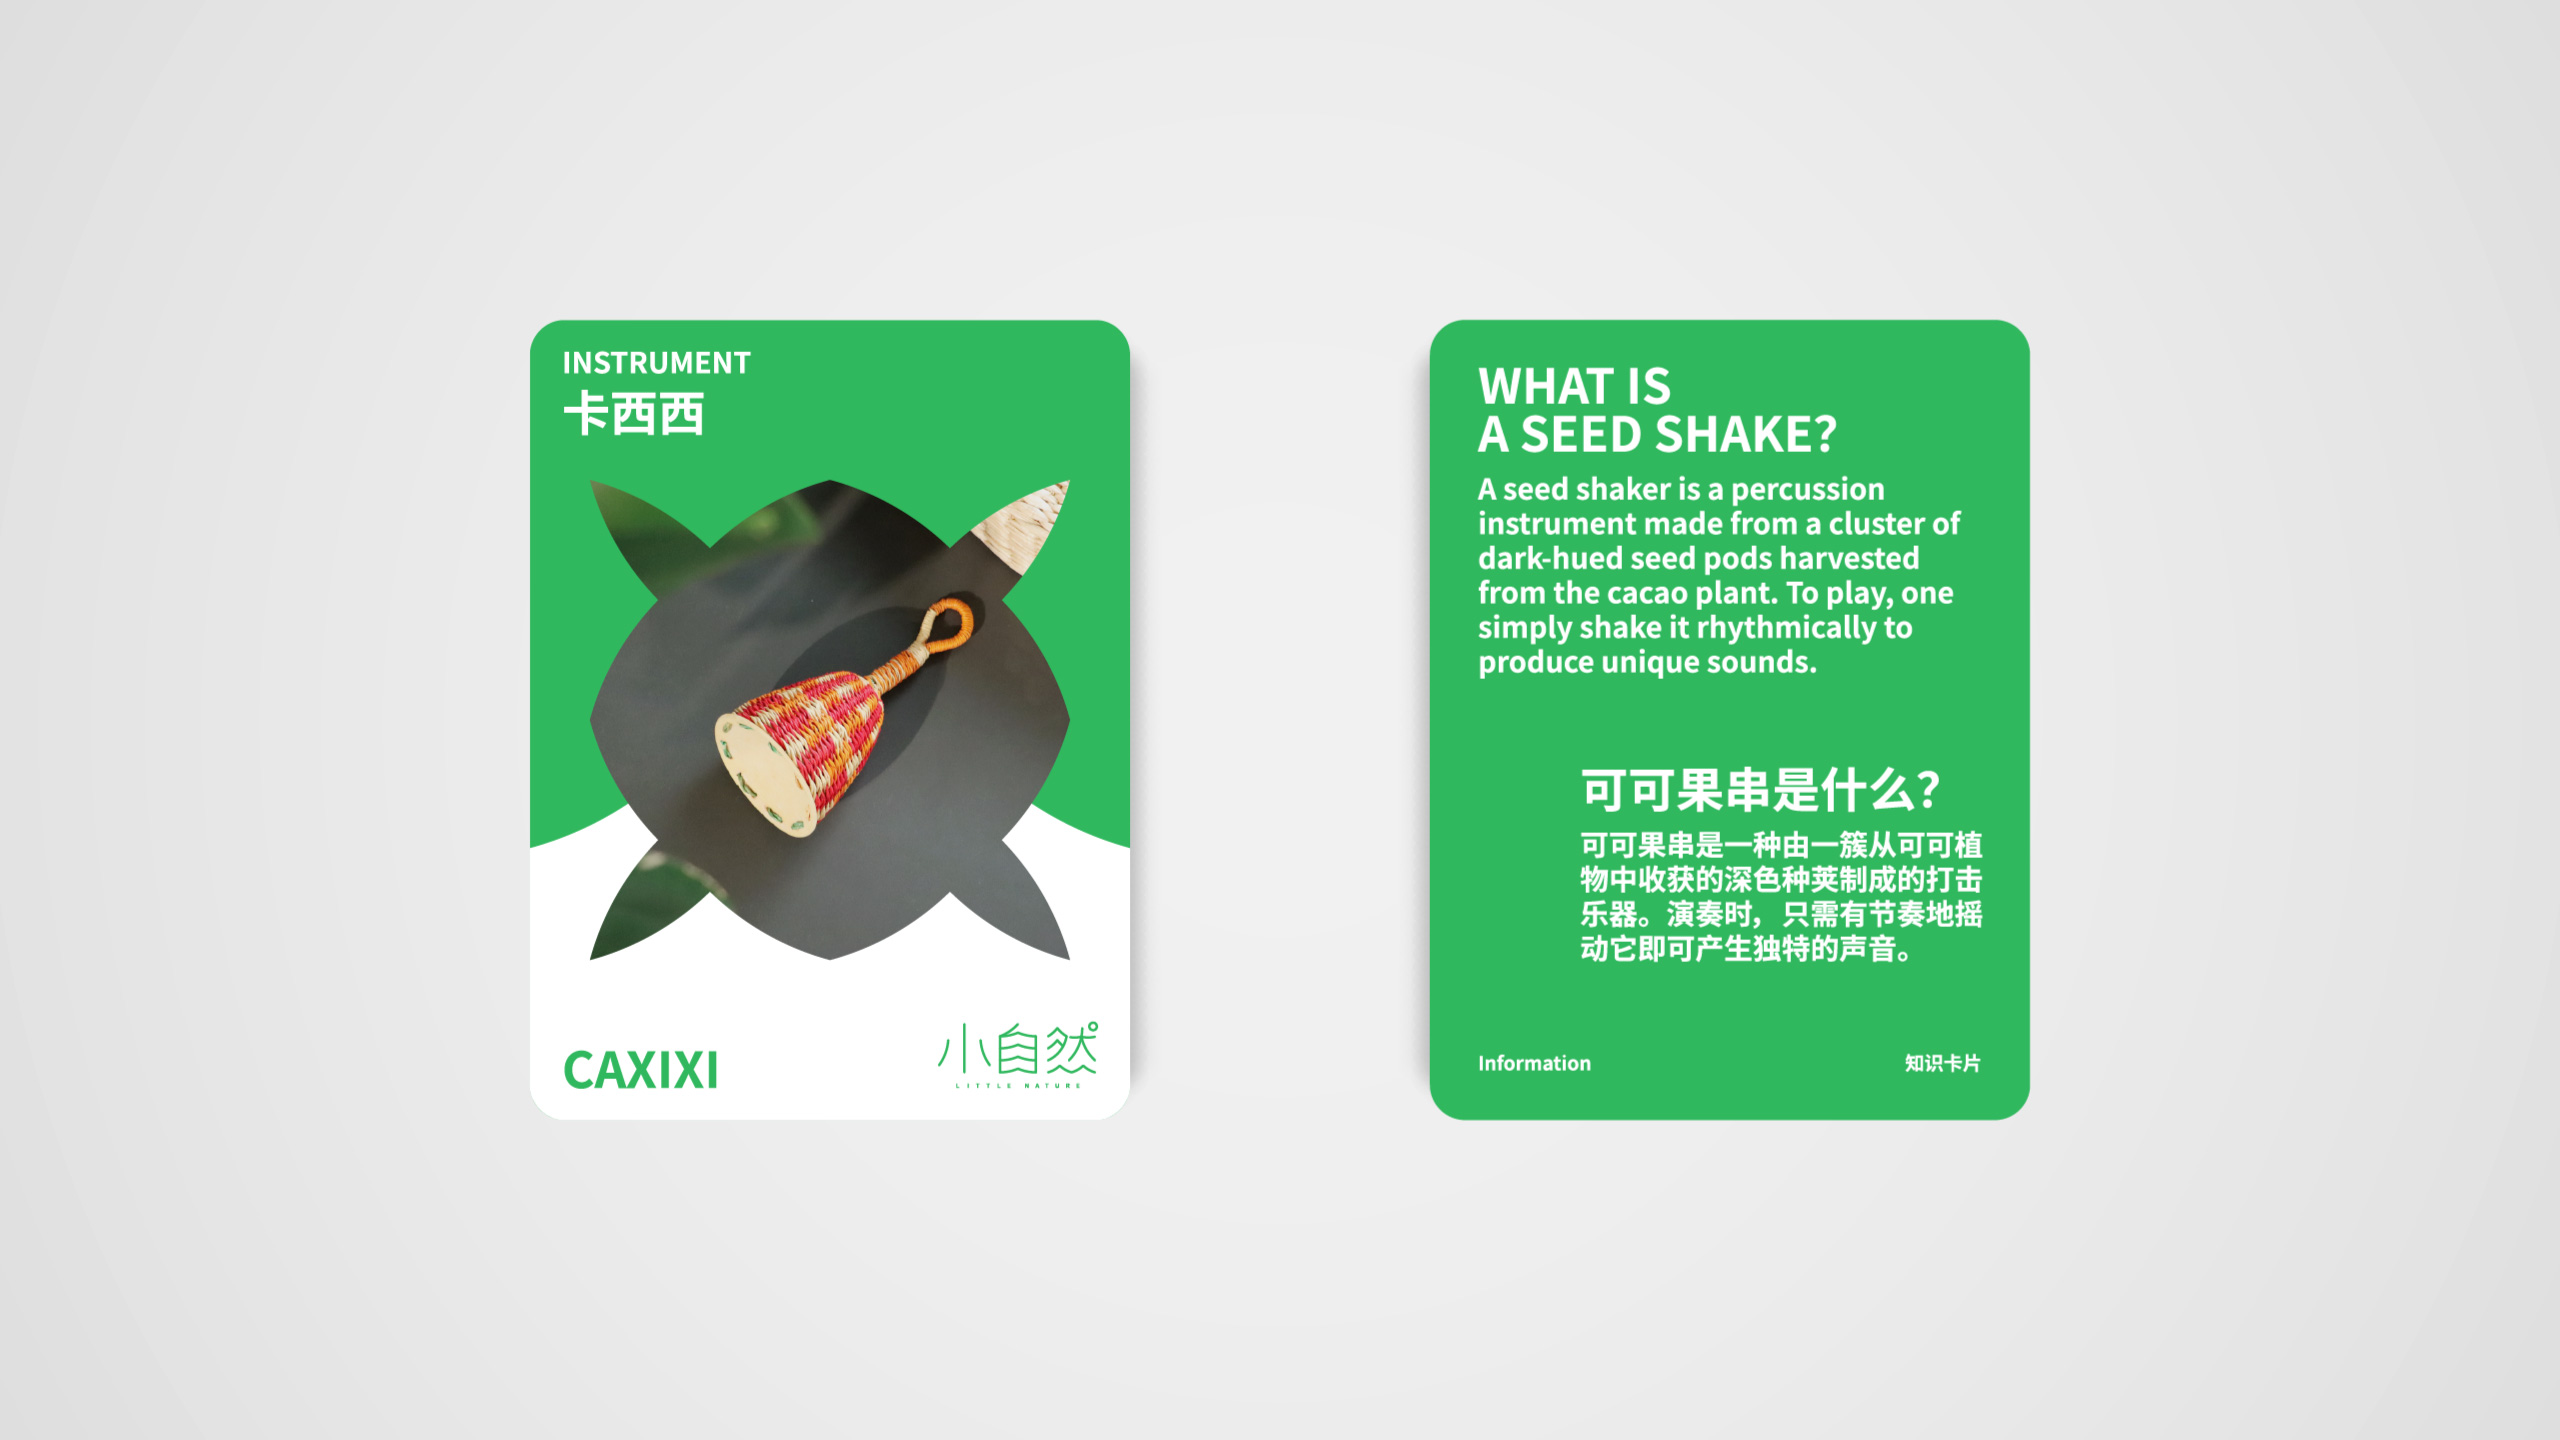 INSTRUMENT
卡西西
CAXIXI
小自然
LITTLE NATURE
WHAT IS
A SEED SHAKE?
A seed shaker is a percussion
instrument made from a cluster of
dark-hued seed pods harvested
from the cacao plant. To play, one
simply shake it rhythmically to
produce unique sounds.
可可果串是什么？
可可果串是一种由一簇从可可植
物中收获的深色种荚制成的打击
乐器。演奏时，只需有节奏地摇
动它即可产生独特的声音。
Information
知识卡片